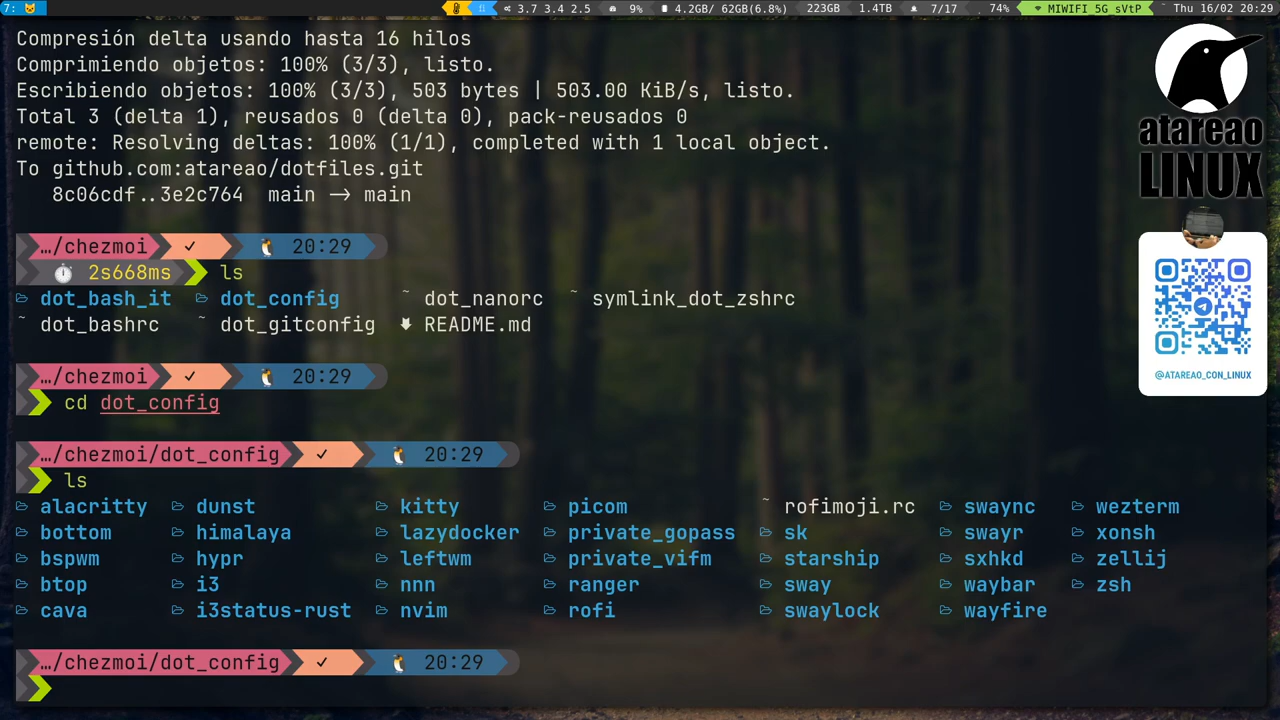 7: 3.7 3.4 2.5 9% 4.2GB/ 62GB(6.8%) 223GB 1.4TB 7/17 74% MIWIFI 5G sVtP Thu 16/02 20:29
Compresión delta usando hasta 16 hilos
Comprimiendo objetos: 100% (3/3), listo.
Escribiendo objetos: 100% (3/3), 503 bytes | 503.00 KiB/s, listo.
Total 3 (delta 1), reusados 0 (delta 0), pack-reusados 0
remote: Resolving deltas: 100% (1/1), completed with 1 local object.
To github.com:atareao/dotfiles.git
8c06cdf..3e2c764 main -> main
…/chezmoi ✓ 20:29
2s668ms ls
dot_bash_it dot_config ~ dot_nanorc ~ symlink_dot_zshrc
~ dot_bashrc ~ dot_gitconfig README.md
…/chezmoi ✓ 20:29
cd dot_config
…/chezmoi/dot_config ✓ 20:29
ls
alacritty dunst kitty picom ~ rofimoji.rc swaync wezterm
bottom himalaya lazydocker private_gopass sk swayr xonsh
bspwm hypr leftwm private_vifm starship sxhkd zellij
btop i3 nnn ranger sway waybar zsh
cava i3status-rust nvim rofi swaylock wayfire
…/chezmoi/dot_config ✓ 20:29
atareao
LINUX
@ATAREAO_CON_LINUX